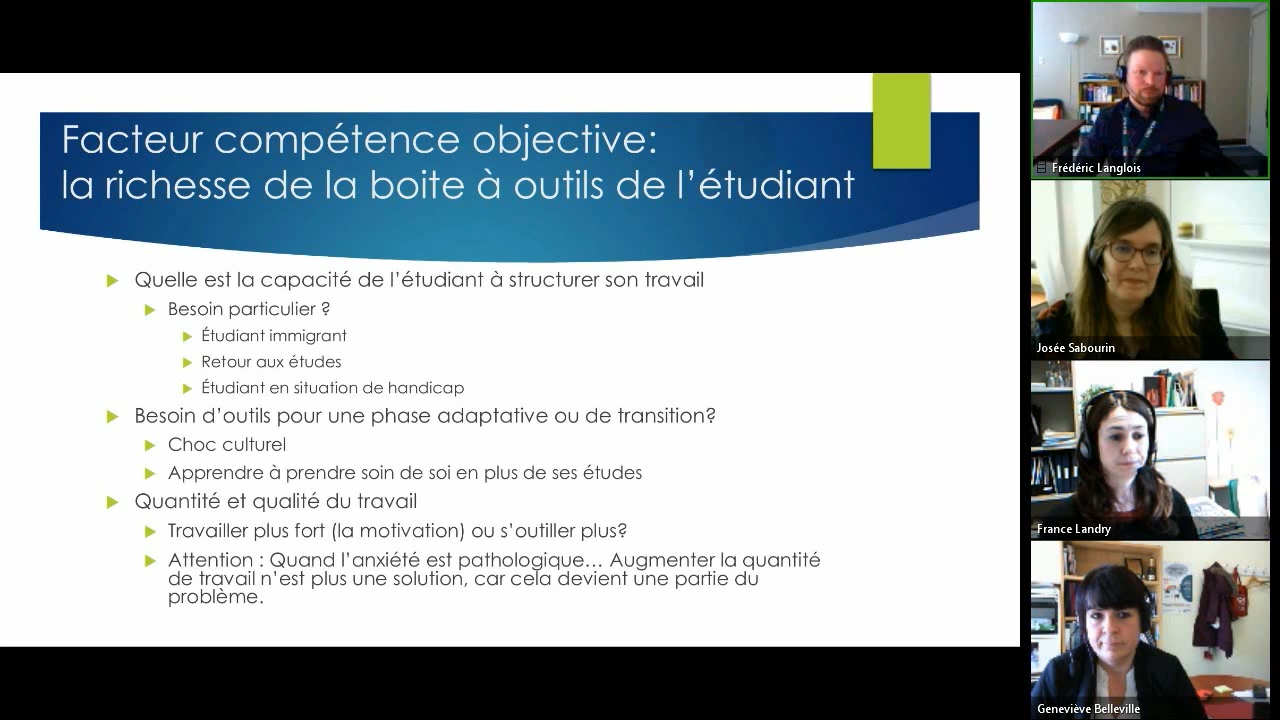 Facteur compétence objective:
la richesse de la boite à outils de l’étudiant
Quelle est la capacité de l’étudiant à structurer son travail
Besoin particulier ?
Étudiant immigrant
Retour aux études
Étudiant en situation de handicap
Besoin d’outils pour une phase adaptative ou de transition?
Choc culturel
Apprendre à prendre soin de soi en plus de ses études
Quantité et qualité du travail
Travailler plus fort (la motivation) ou s’outiller plus?
Attention : Quand l’anxiété est pathologique… Augmenter la quantité
de travail n’est plus une solution, car cela devient une partie du
problème.
Frédéric Langlois
Josée Sabourin
France Landry
Geneviève Belleville